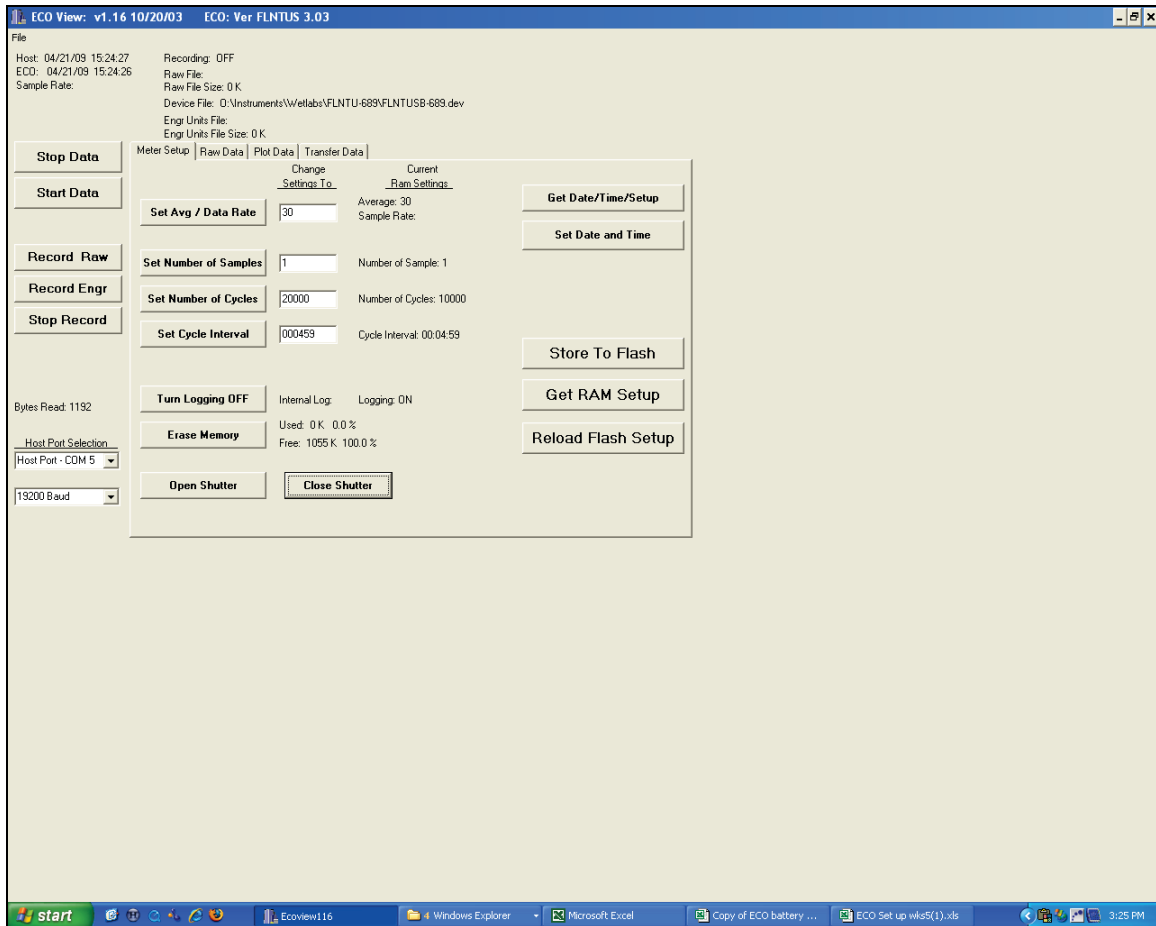 ECO View: v1.16 10/20/03 ECO: Ver FLNTUS 3.03
File
Host: 04/21/09 15:24:27
ECO: 04/21/09 15:24:26
Sample Rate:
Recording: OFF
Raw File:
Raw File Size: 0 K
Device File: O:\Instruments\Wetlabs\FLNTU-689\FLNTUSB-689.dev
Engr Units File:
Engr Units File Size: 0 K
Stop Data
Start Data
Record Raw
Record Engr
Stop Record
Bytes Read: 1192
Host Port Selection
Host Port - COM 5
19200 Baud
Meter Setup Raw Data Plot Data Transfer Data
Change
Settings To
Current
Ram Settings
Set Avg / Data Rate 30 Average: 30
Sample Rate:
Set Number of Samples 1 Number of Sample: 1
Set Number of Cycles 20000 Number of Cycles: 10000
Set Cycle Interval 000459 Cycle Interval: 00:04:59
Turn Logging OFF Internal Log: Logging: ON
Erase Memory Used: 0 K 0.0 %
Free: 1055 K 100.0 %
Open Shutter Close Shutter
Get Date/Time/Setup
Set Date and Time
Store To Flash
Get RAM Setup
Reload Flash Setup
start Ecoview116 4 Windows Explorer Microsoft Excel Copy of ECO battery ... ECO Set up wks5(1).xls 3:25 PM